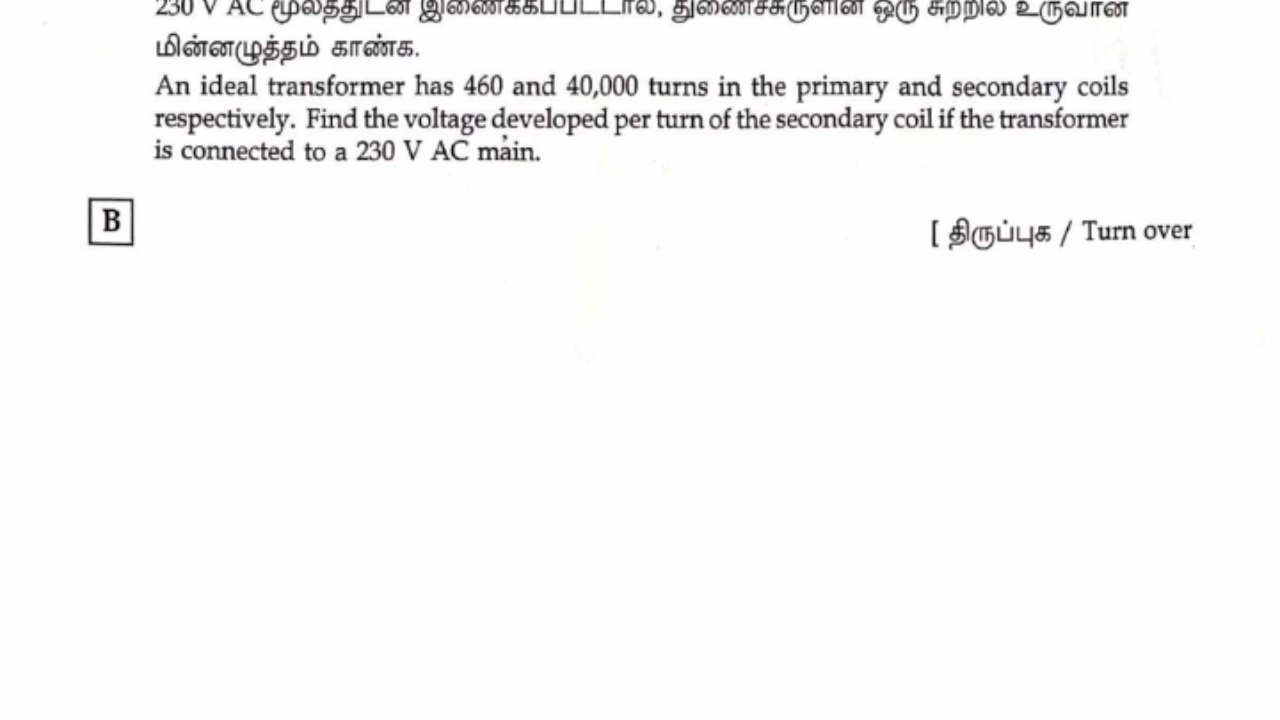 230 V AC மூலத்துடன் இணைக்கப்பட்டால், துணைச்சுருளின் ஒரு சுற்றில் உருவான
மின்னழுத்தம் காண்க.
An ideal transformer has 460 and 40,000 turns in the primary and secondary coils
respectively. Find the voltage developed per turn of the secondary coil if the transformer
is connected to a 230 V AC main.
B
[ திருப்புக / Turn over